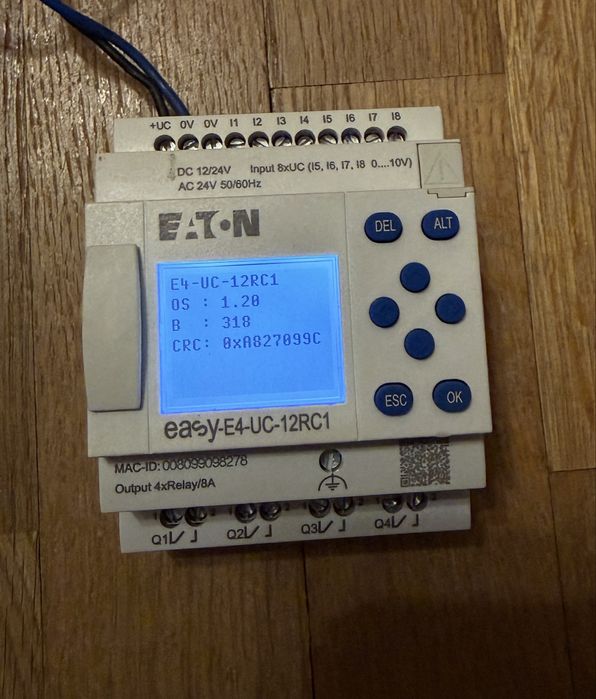 +UC 0V 0V I1 I2 I3 I4 I5 I6 I7 I8
DC 12/24V Input 8xUC (I5, I6, I7, I8 0....10V)
AC 24V 50/60Hz
EATON
DEL ALT
E4-UC-12RC1
OS : 1.20
B : 318
CRC: 0xA827099C
ESC OK
easy-E4-UC-12RC1
MAC-ID: 008099098278
Output 4xRelay/8A
Q1 Q2 Q3 Q4